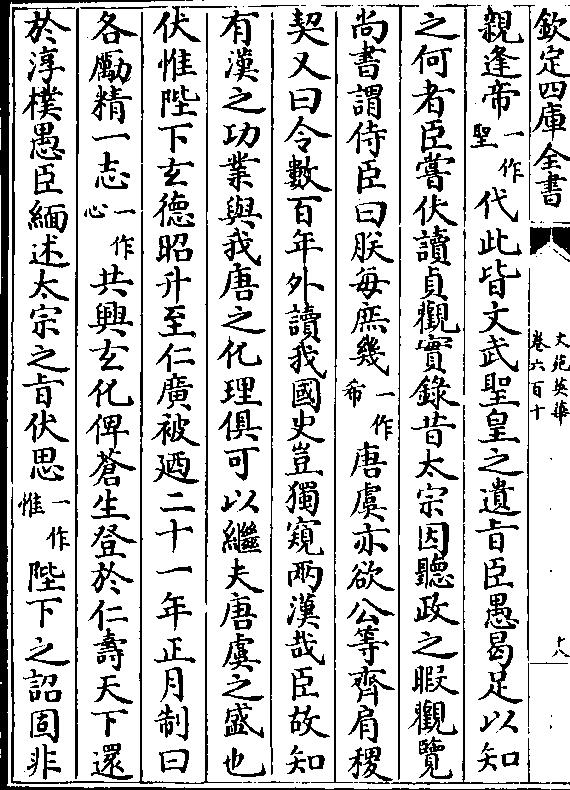 欽定四庫全書
文苑英華
卷六百十
十八
親逢帝一作聖代此皆文武聖皇之遺旨臣愚曷足以知
之何者臣嘗伏讀貞觀實錄昔太宗因聽政之暇觀覽
尚書謂侍臣曰朕每庶幾一作希唐虞亦欲公等齊肩稷
契又曰令數百年外讀我國史豈獨窺兩漢哉臣故知
有漢之功業與我唐之化理俱可以繼夫唐虞之盛也
伏惟陛下玄德昭升至仁廣被廼二十一年正月制曰
各勵精一志一作心共興玄化俾蒼生登於仁壽天下還
於淳樸愚臣緬述太宗之旨伏思一作惟陛下之詔固非